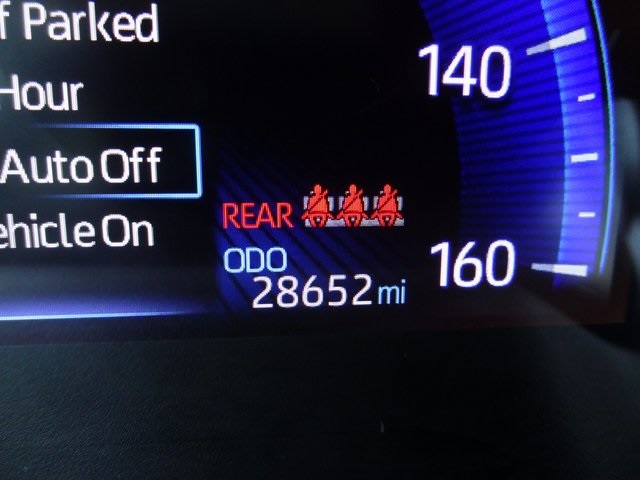 f Parked
Hour
Auto Off
ehicle On
140
REAR
ODO
28652 mi
160